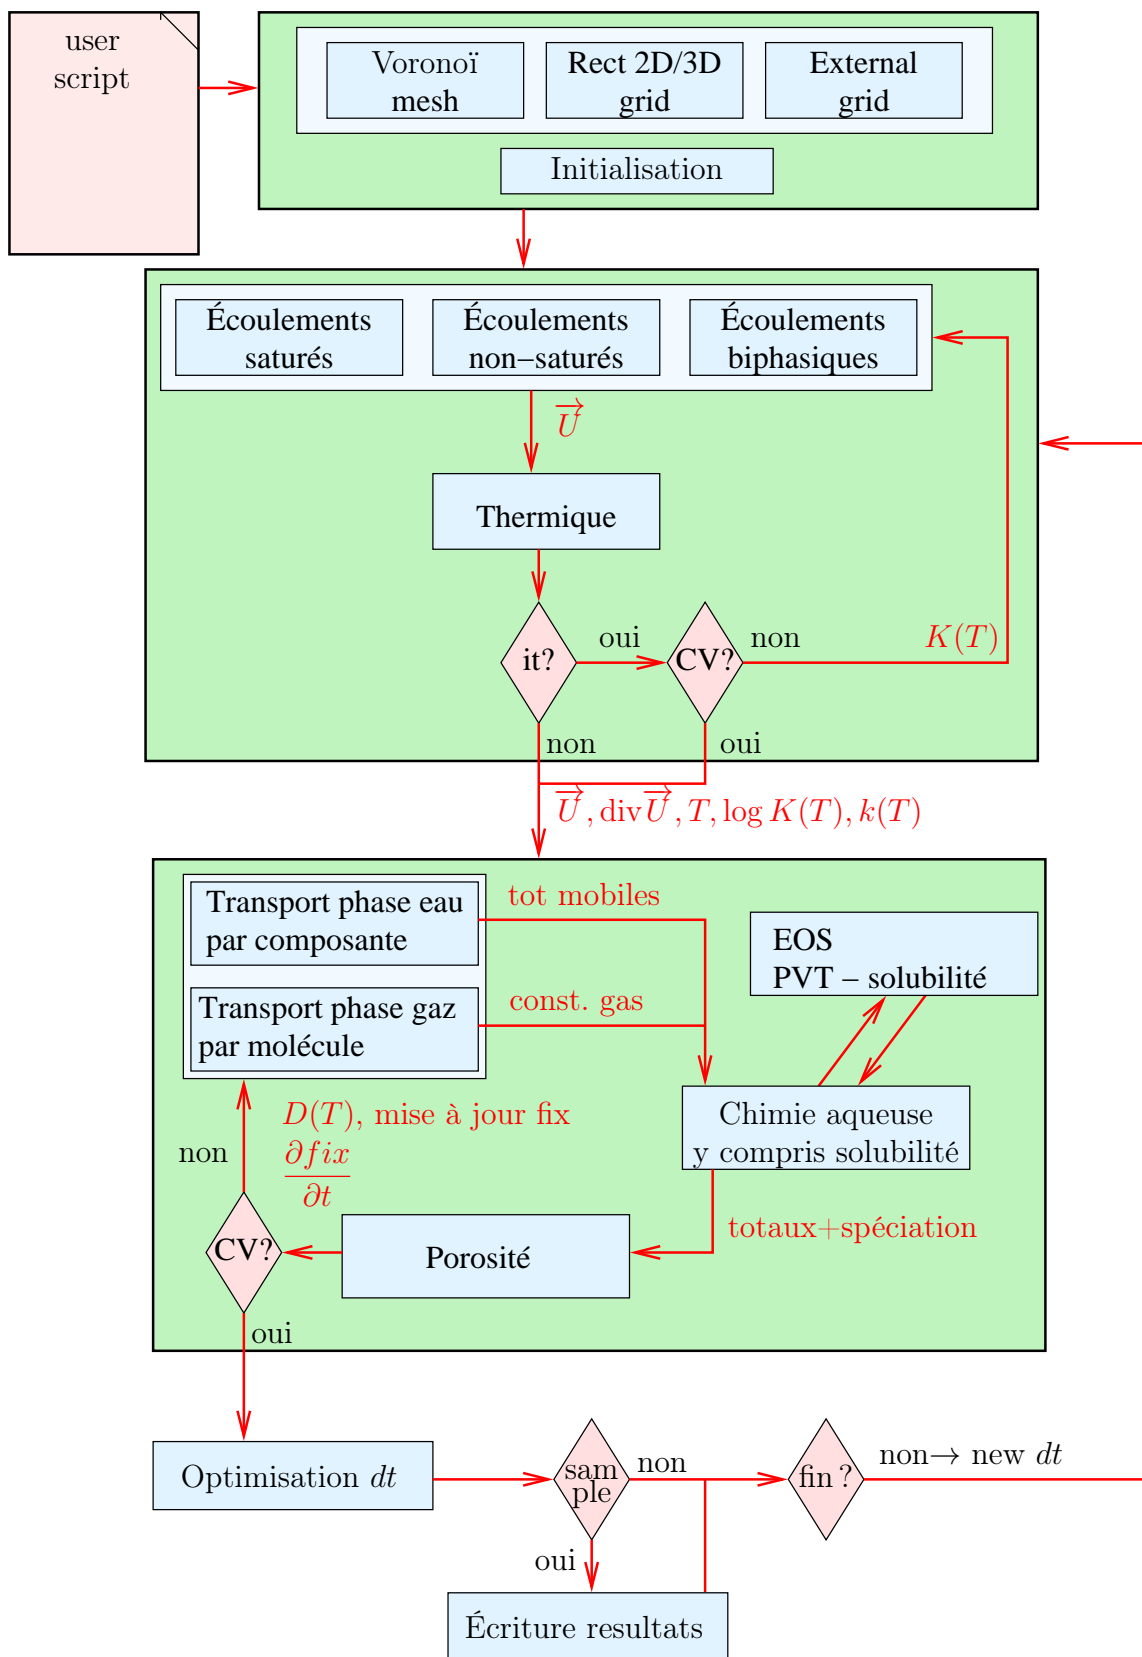 user
script
Voronoï
mesh
Rect 2D/3D
grid
External
grid
Initialisation
Écoulements
saturés
Écoulements
non−saturés
Écoulements
biphasiques
$\overrightarrow{U}$
Thermique
it?
oui
CV?
non
K(T)
non
oui
$\overrightarrow{U}$, div$\overrightarrow{U}$, T, log K(T), k(T)
Transport phase eau
par composante
tot mobiles
EOS
PVT – solubilité
Transport phase gaz
par molécule
const. gas
Chimie aqueuse
y compris solubilité
D(T), mise à jour fix
∂fix
∂t
non
totaux+spéciation
CV?
Porosité
oui
Optimisation dt
sam
ple
non
fin ?
non→ new dt
oui
Écriture resultats